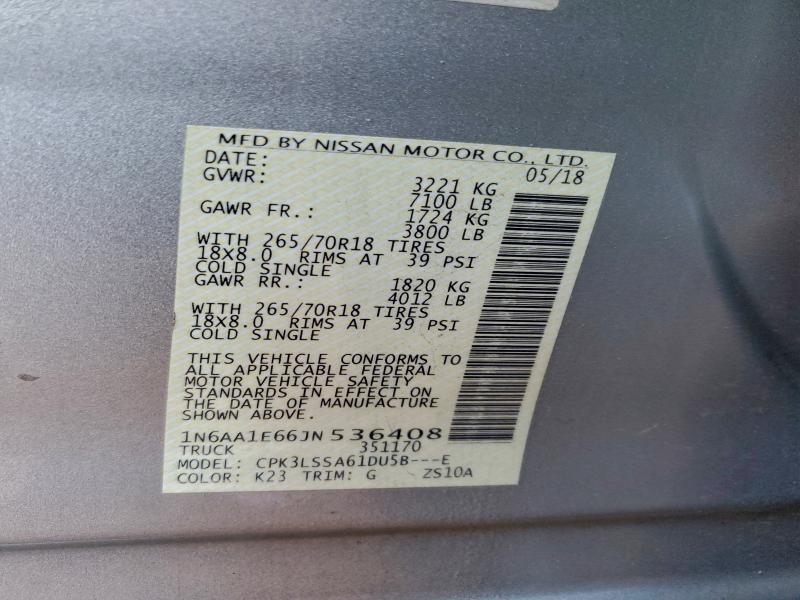 MFD BY NISSAN MOTOR CO., LTD.
DATE: 05/18
GVWR: 3221 KG
7100 LB
GAWR FR.: 1724 KG
3800 LB
WITH 265/70R18 TIRES
18X8.0 RIMS AT 39 PSI
COLD SINGLE
GAWR RR.: 1820 KG
4012 LB
WITH 265/70R18 TIRES
18X8.0 RIMS AT 39 PSI
COLD SINGLE
THIS VEHICLE CONFORMS TO
ALL APPLICABLE FEDERAL
MOTOR VEHICLE SAFETY
STANDARDS IN EFFECT ON
THE DATE OF MANUFACTURE
SHOWN ABOVE.
1N6AA1E66JN536408
TRUCK 351170
MODEL: CPK3LSSA61DU5B---E
COLOR: K23 TRIM: G ZS10A